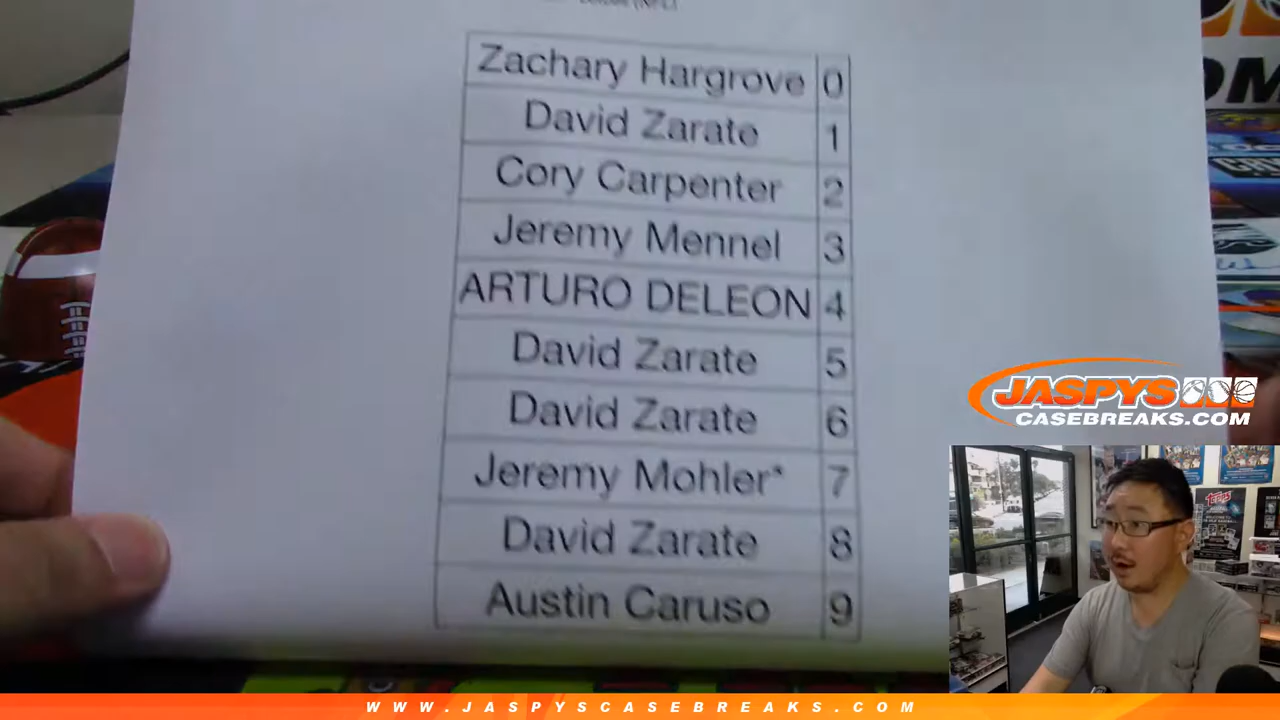 (NFL)
Zachary Hargrove 0
David Zarate 1
Cory Carpenter 2
Jeremy Mennel 3
ARTURO DELEON 4
David Zarate 5
David Zarate 6
Jeremy Mohler* 7
David Zarate 8
Austin Caruso 9
JASPYS
CASEBREAKS.COM
WWW.JASPYSCASEBREAKS.COM